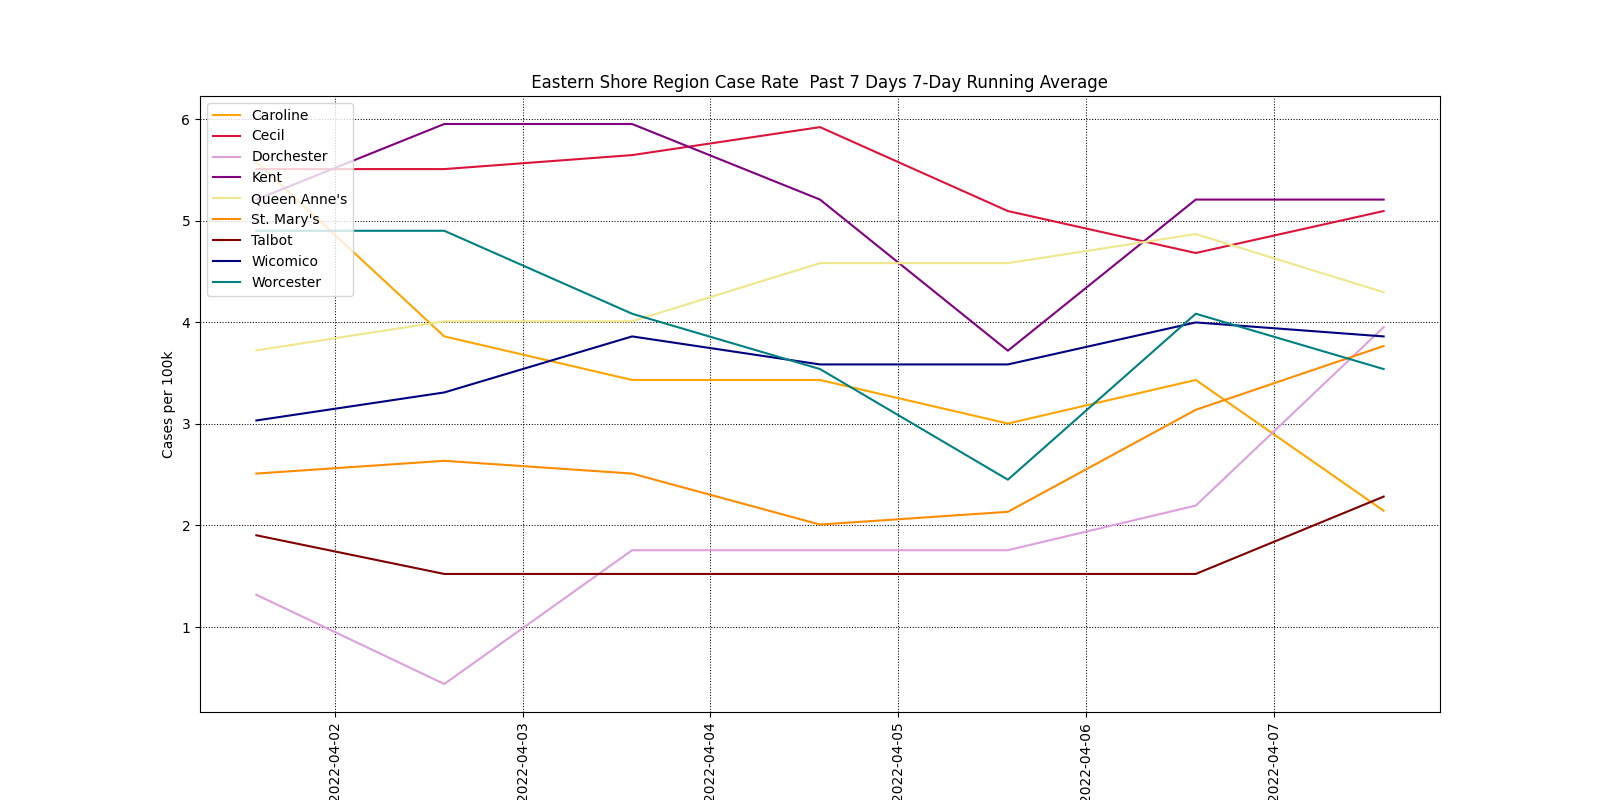 Eastern Shore Region Case Rate  Past 7 Days 7-Day Running Average
Caroline
Cecil
Dorchester
Kent
Queen Anne's
St. Mary's
Talbot
Wicomico
Worcester
Cases per 100k
6
5
4
3
2
1
2022-04-02
2022-04-03
2022-04-04
2022-04-05
2022-04-06
2022-04-07